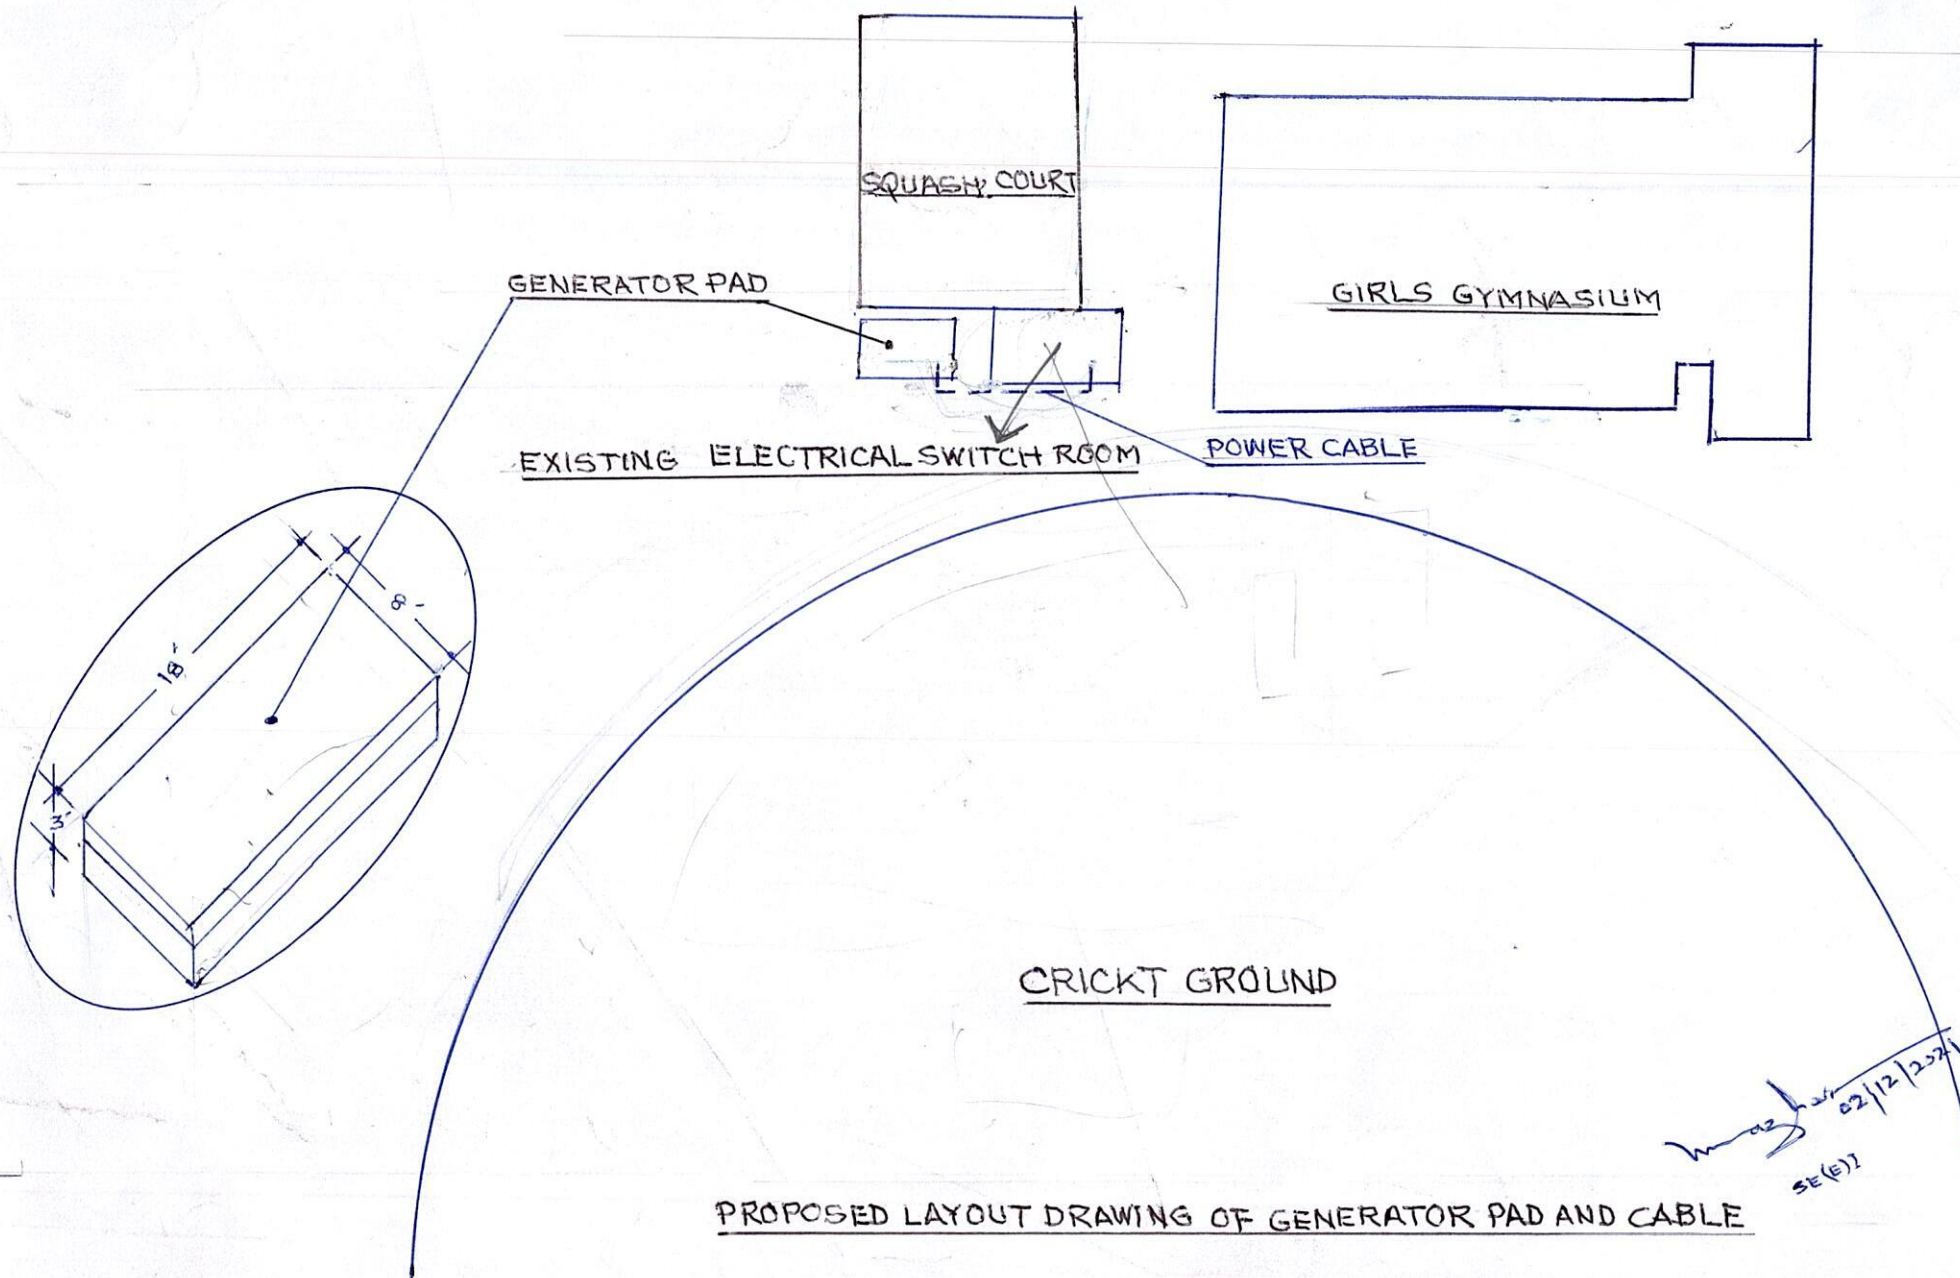 SQUASH COURT
GENERATOR PAD
GIRLS GYMNASIUM
EXISTING ELECTRICAL SWITCH ROOM
POWER CABLE
8'
18'
3'
CRICKT GROUND
02/12/2021
SE(E)I
PROPOSED LAYOUT DRAWING OF GENERATOR PAD AND CABLE